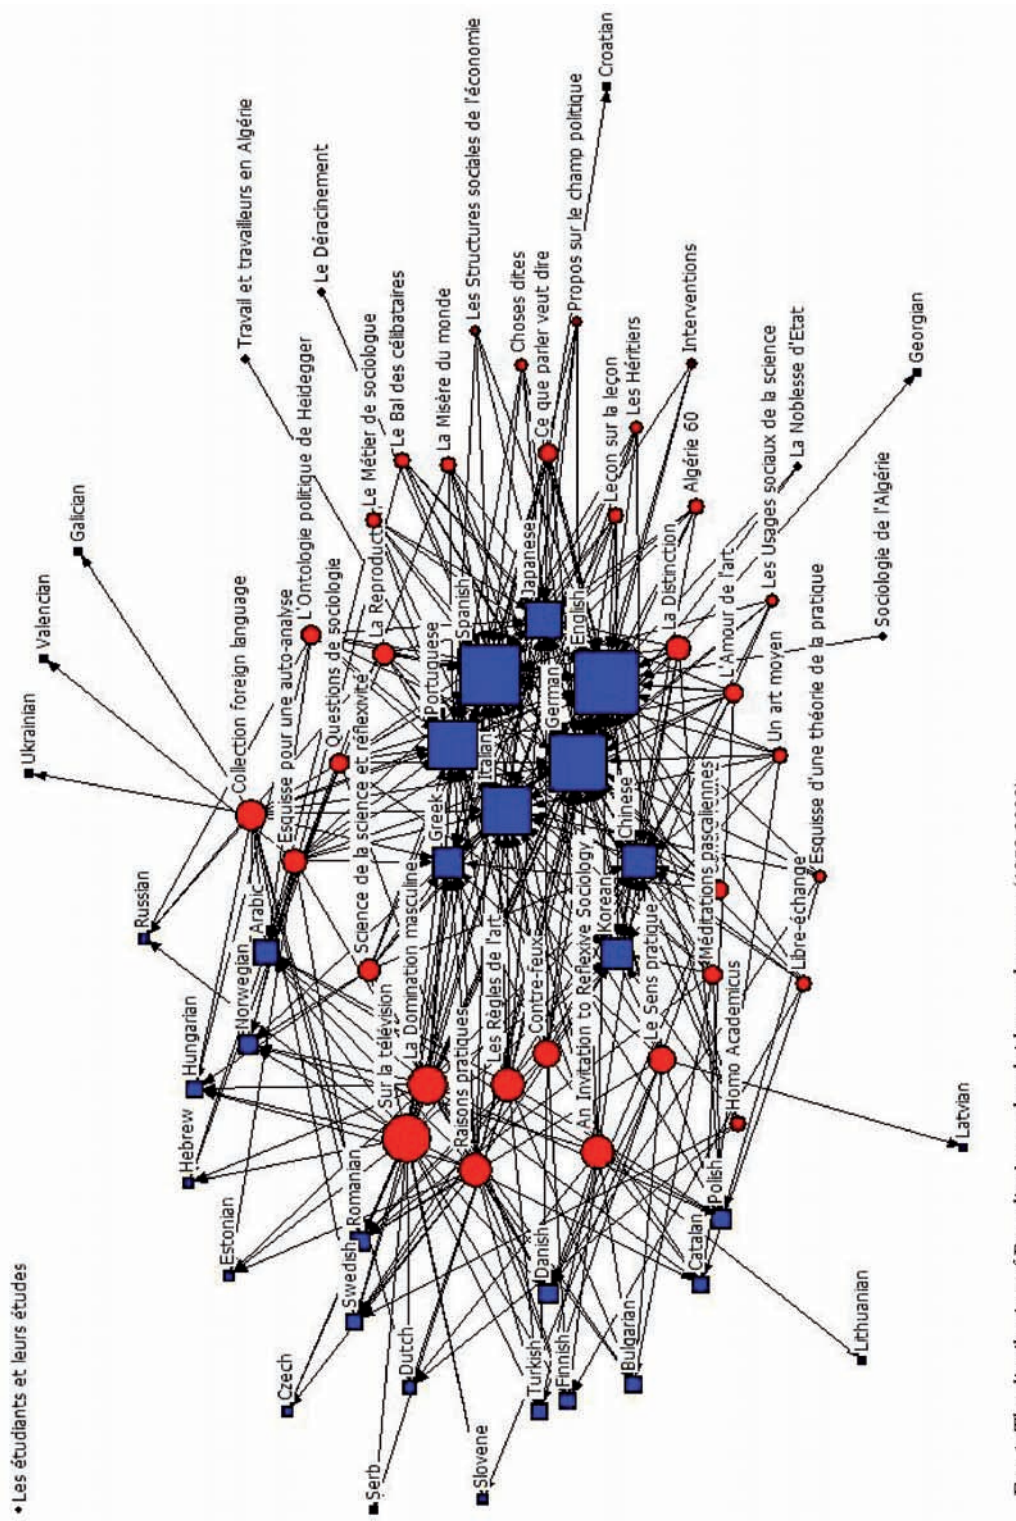 Les étudiants et leurs études
Ukrainian
Valencian
Galician
Russian
Hungarian
Hebrew
Estonian
Collection foreign language
Travail et travailleurs en Algérie
Norwegian
Arabic
Esquisse pour une auto-analyse
L'Ontologie politique de Heidegger
Le Déracinement
Czech
Questions de sociologie
Swedish
Romanian
Science de la science et réflexivité
Le Métier de sociologue
Serb
La Reproduct
Sur la télévision
Le Bal des célibataires
Dutch
La Domination masculine
Greek
Portuguese
La Misère du monde
Raisons pratiques
Spanish
Les Structures sociales de l'économie
Slovene
Italian
Les Règles de l'art
Choses dites
Japanese
Turkish
Danish
Contre-feux
German
Ce que parler veut dire
Finnish
English
Propos sur le champ politique
Croatian
An Invitation to Reflexive Sociology
Korean
Leçon sur la leçon
Bulgarian
Chinese
Les Héritiers
Le Sens pratique
La Distinction
Algérie 60
Interventions
Catalan
Méditations pascaliennes
L'Amour de l'art
Polish
Homo Academicus
Les Usages sociaux de la science
Un art moyen
La Noblesse d'Etat
Libre-échange
Esquisse d'une théorie de la pratique
Lithuanian
Sociologie de l'Algérie
Georgian
Latvian